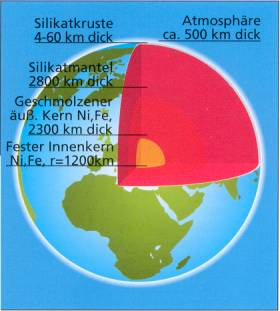 Silikatkruste
4-60 km dick
Atmosphäre
ca. 500 km dick
Silikatmantel
2800 km dick
Geschmolzener
äuß. Kern Ni,Fe,
2300 km dick
Fester Innenkern
Ni,Fe, r=1200km